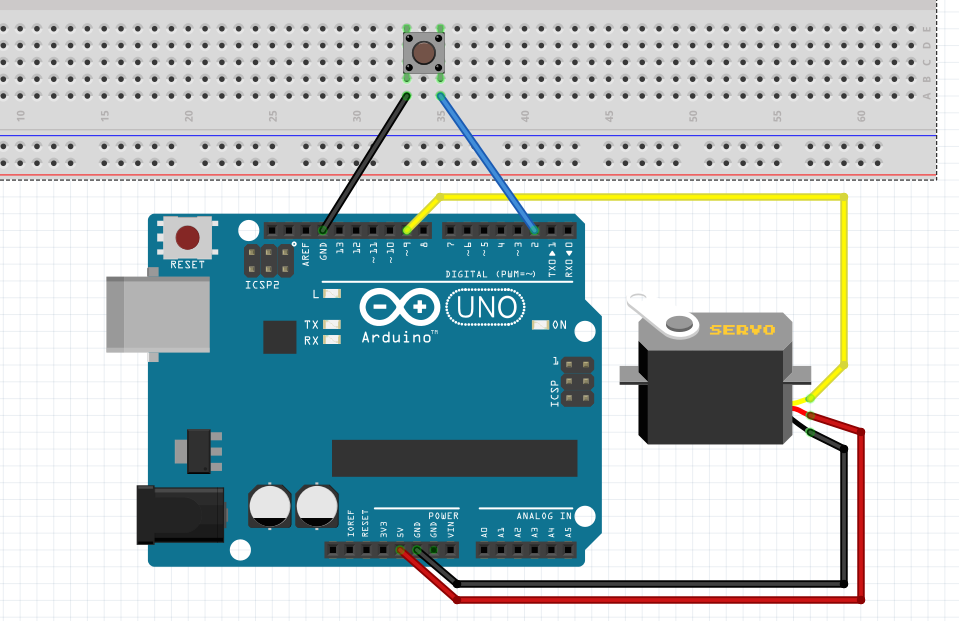 E
D
C
B
A
10 15 20 25 30 35 40 45 50 55 60
RESET
ICSP2
AREF GND 13 12 ~11 ~10 ~9 8 7 ~6 ~5 4 ~3 2 TX0▶1 RX0◀0
DIGITAL (PWM=~)
L
TX
RX
UNO
Arduino™
ON
1
ICSP
SERVO
POWER
ANALOG IN
IOREF RESET 3V3 5V GND GND VIN A0 A1 A2 A3 A4 A5